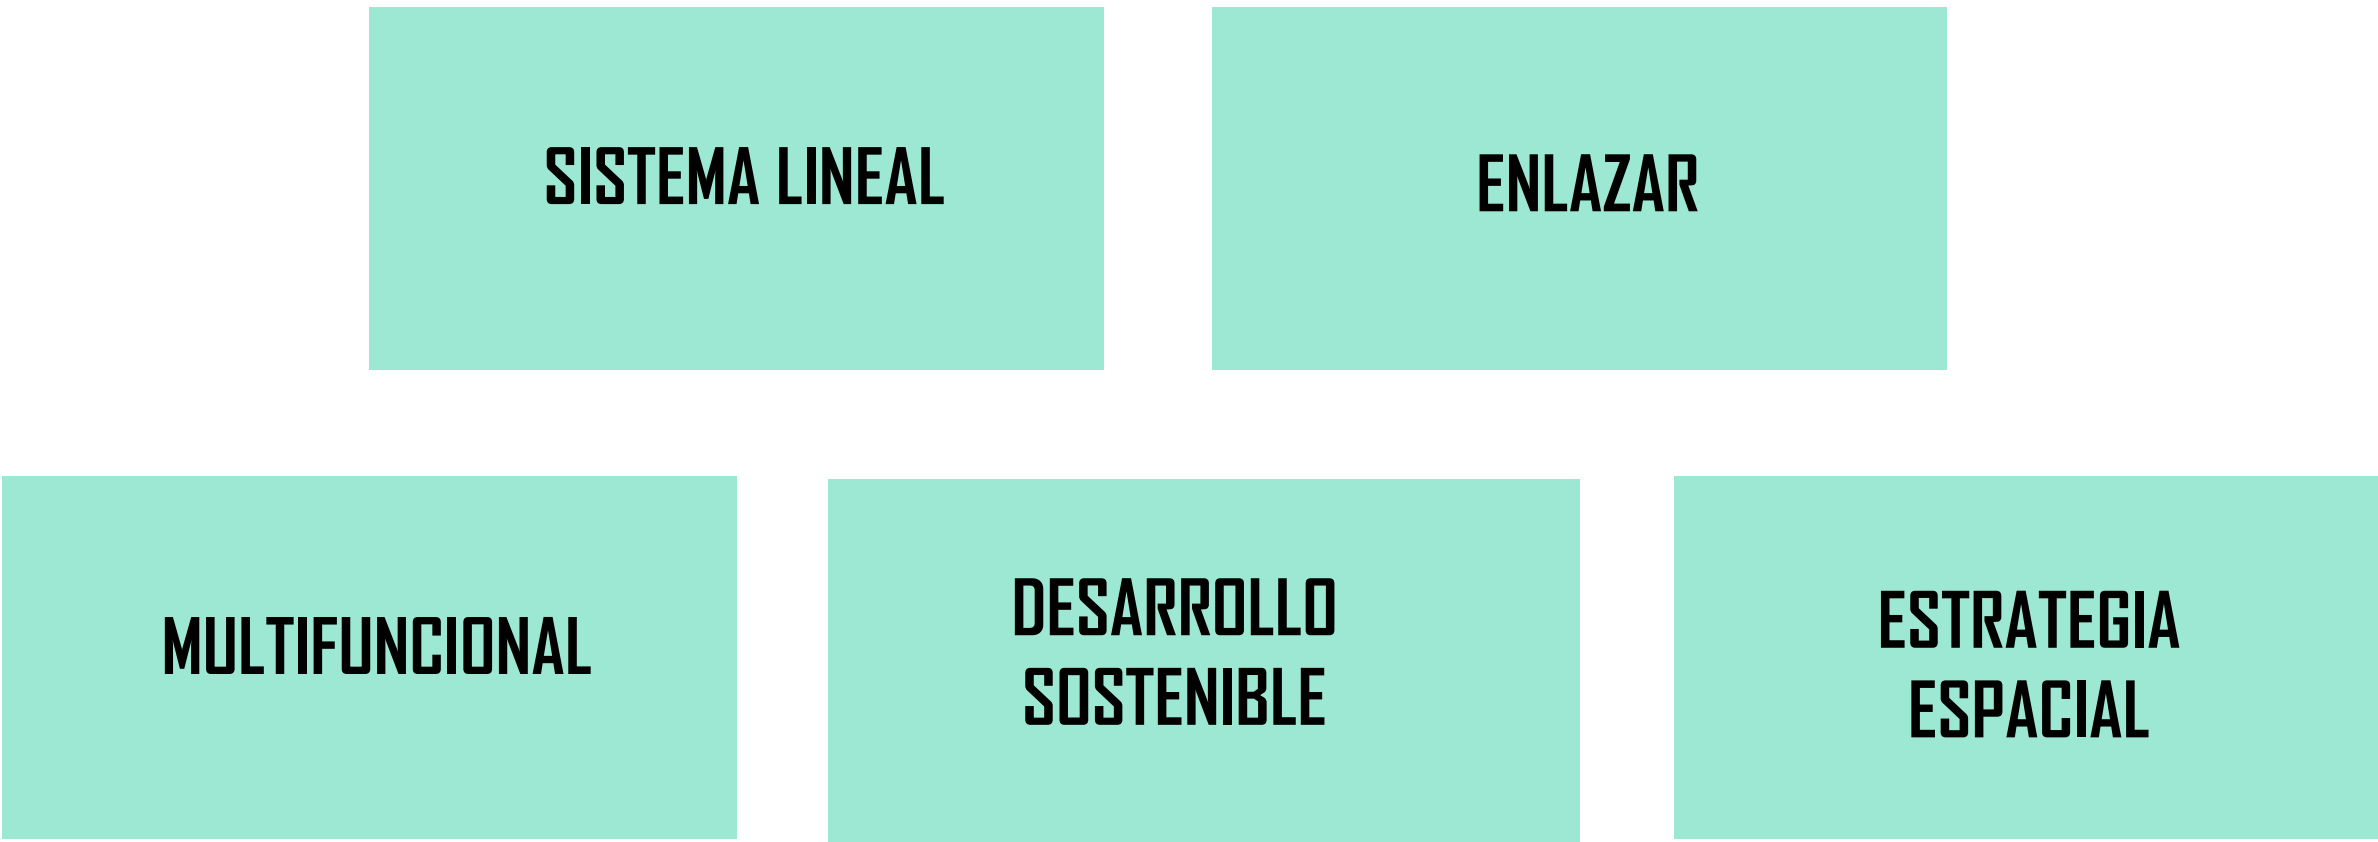 SISTEMA LINEAL
ENLAZAR
MULTIFUNCIONAL
DESARROLLO
SOSTENIBLE
ESTRATEGIA
ESPACIAL